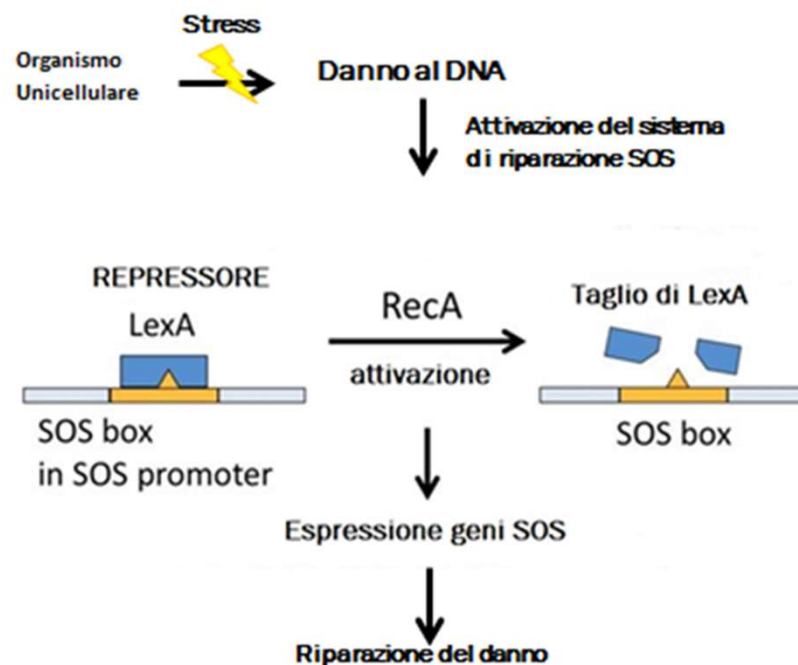 Stress
Organismo
Unicellulare
Danno al DNA
Attivazione del sistema
di riparazione SOS
REPRESSORE
LexA
RecA
attivazione
Taglio di LexA
SOS box
in SOS promoter
SOS box
Espressione geni SOS
Riparazione del danno